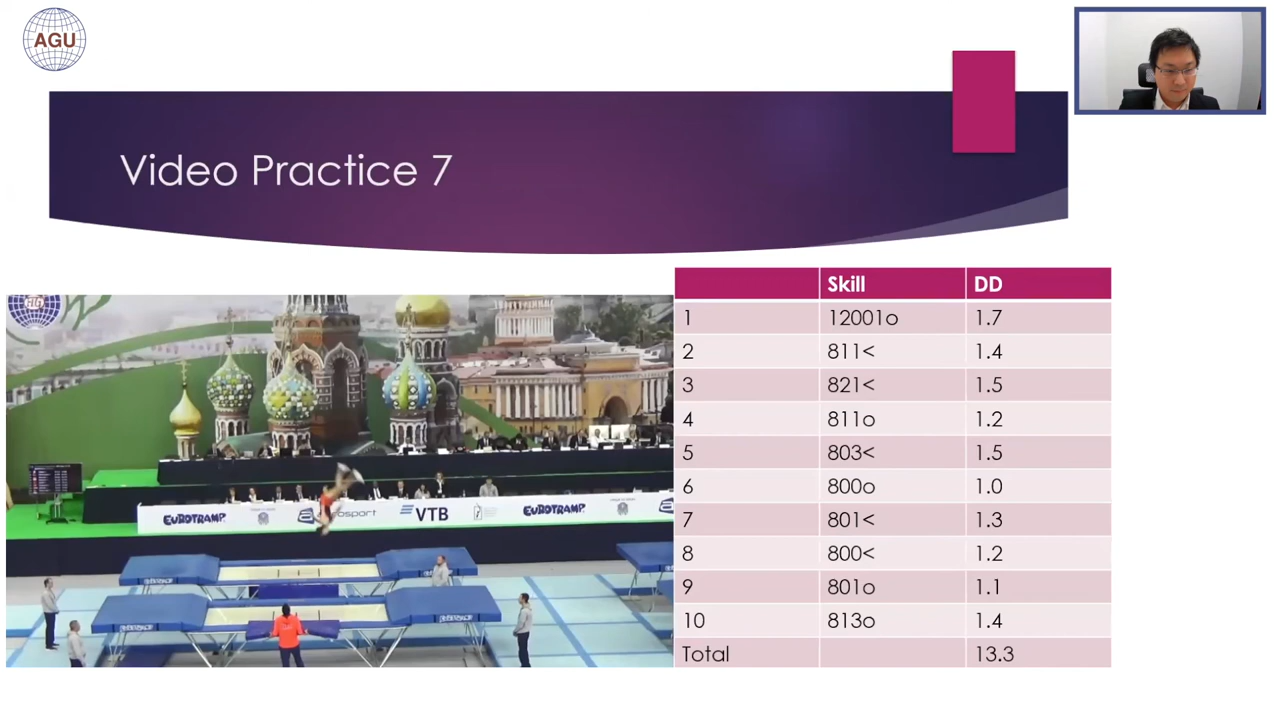 AGU
Video Practice 7
Skill DD
1 12001o 1.7
2 811< 1.4
3 821< 1.5
4 811o 1.2
5 803< 1.5
6 800o 1.0
7 801< 1.3
8 800< 1.2
9 801o 1.1
10 813o 1.4
Total 13.3
EUROTRAMP
eurosport
VTB
EUROTRAMP